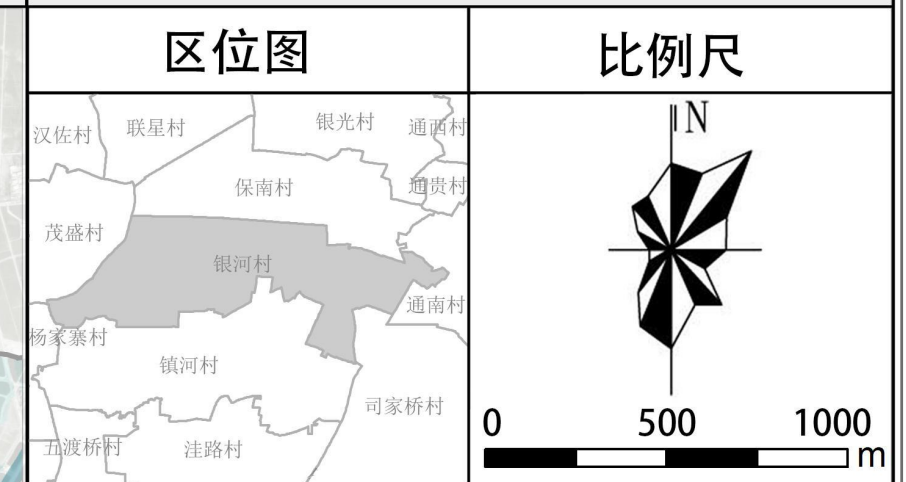 区位图
比例尺
汉佐村
联星村
银光村
通西村
保南村
通贵村
茂盛村
银河村
通南村
杨家寨村
镇河村
司家桥村
五渡桥村
洼路村
N
0 500 1000
m